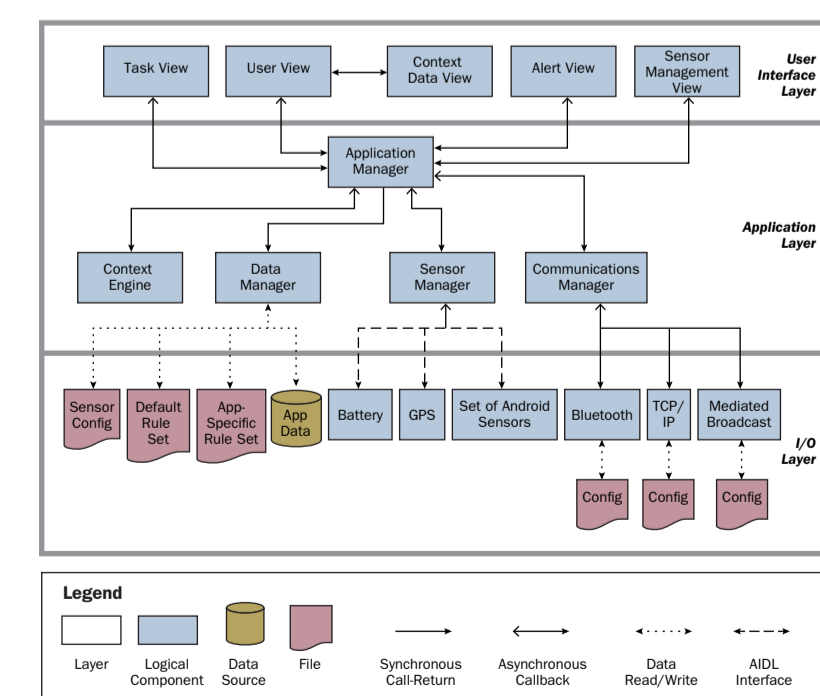 Task View
User View
Context
Data View
Alert View
Sensor
Management
View
User
Interface
Layer
Application
Manager
Application
Layer
Context
Engine
Data
Manager
Sensor
Manager
Communications
Manager
Sensor
Config
Default
Rule
Set
App-
Specific
Rule Set
App
Data
Battery
GPS
Set of Android
Sensors
Bluetooth
TCP/
IP
Mediated
Broadcast
I/O
Layer
Config
Config
Config
Legend
Layer
Logical
Component
Data
Source
File
Synchronous
Call-Return
Asynchronous
Callback
Data
Read/Write
AIDL
Interface